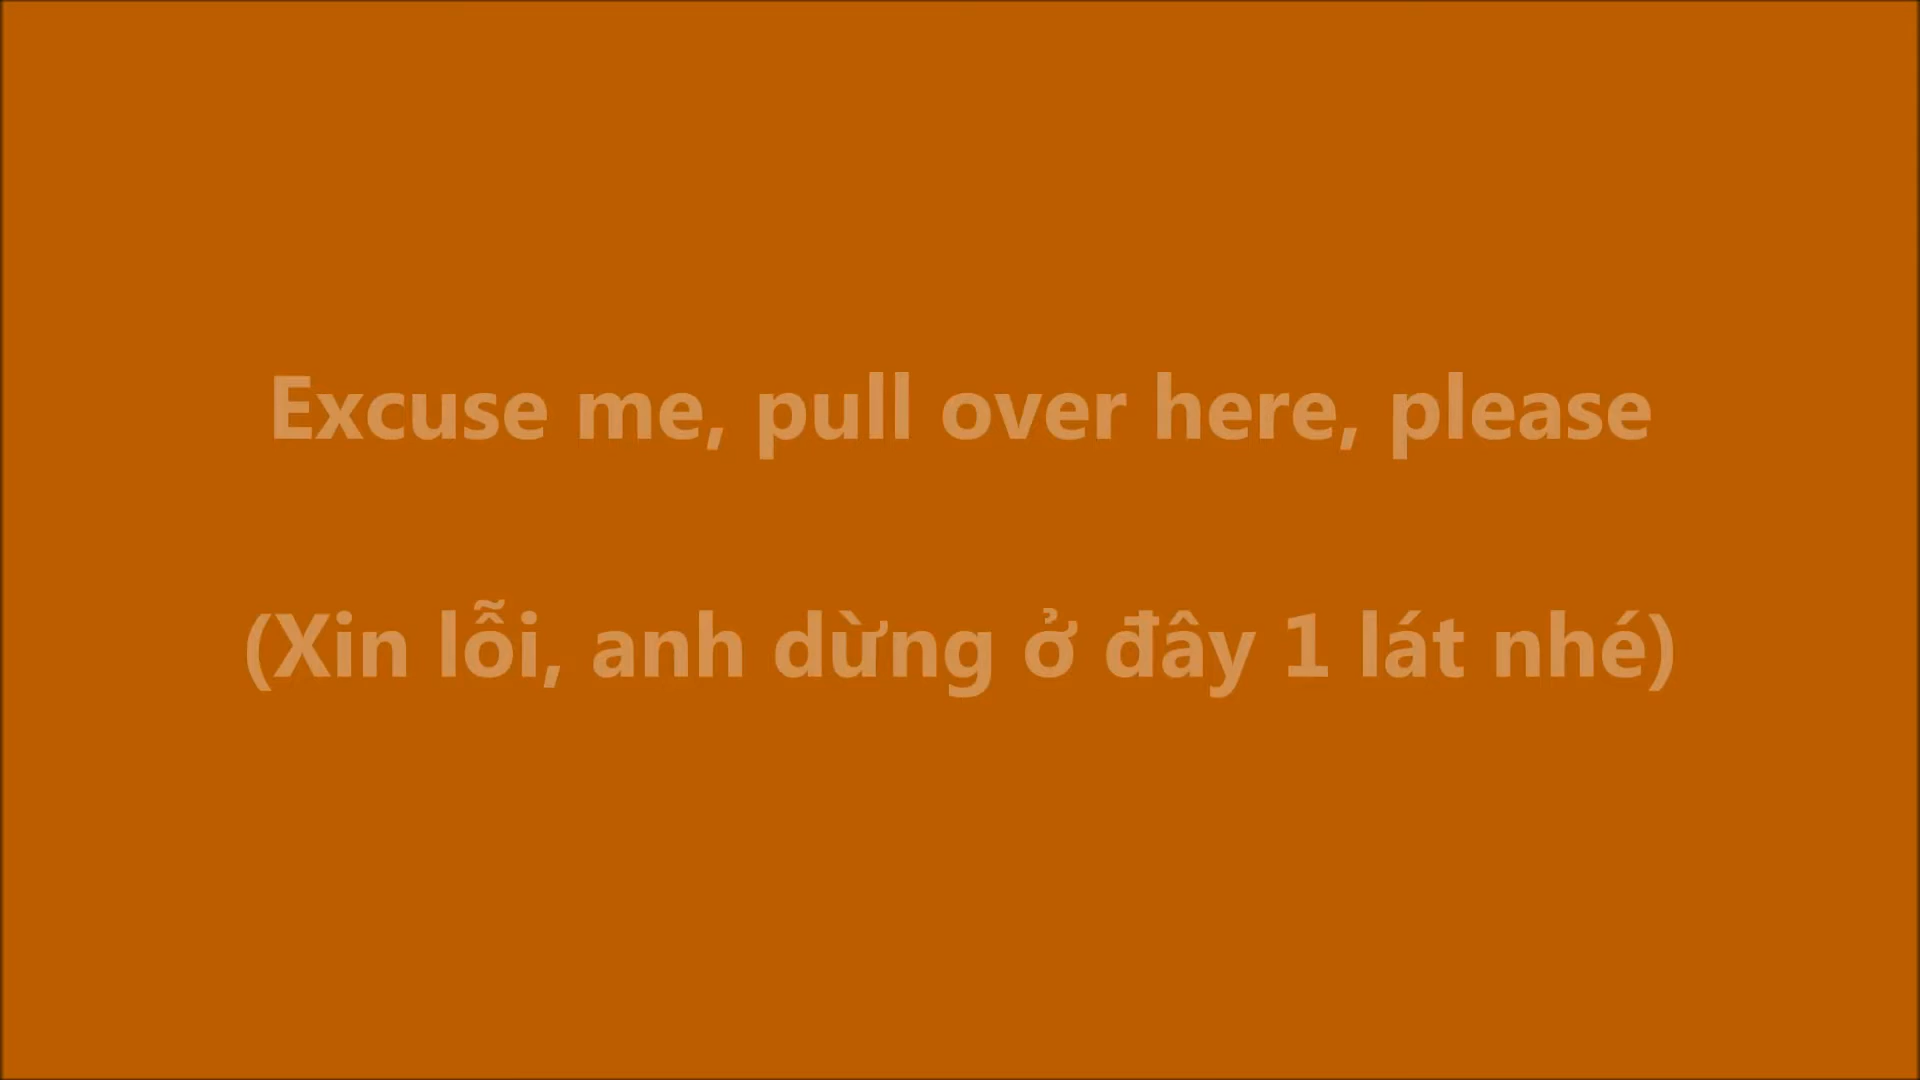 Excuse me, pull over here, please
(Xin lỗi, anh dừng ở đây 1 lát nhé)